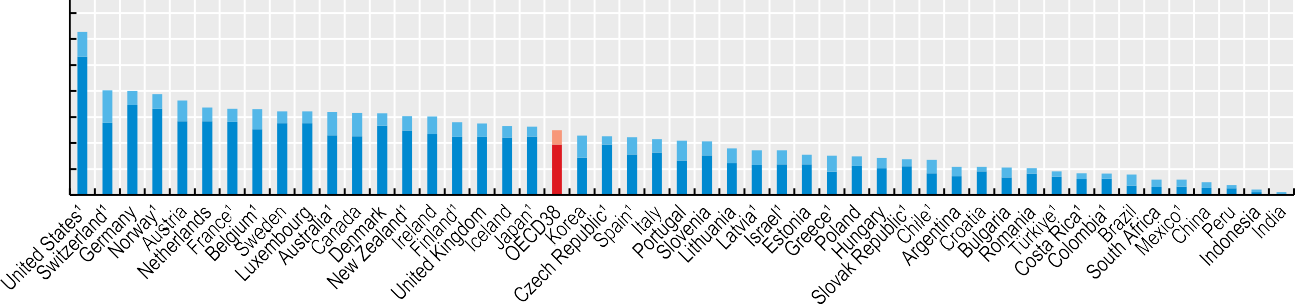 United States¹
Switzerland¹
Germany
Norway¹
Austria
Netherlands
France¹
Belgium¹
Sweden
Luxembourg
Australia¹
Canada
Denmark
New Zealand¹
Ireland
Finland¹
United Kingdom
Iceland
Japan¹
OECD38
Korea
Czech Republic¹
Spain¹
Italy
Portugal
Slovenia
Lithuania
Latvia¹
Israel¹
Estonia
Greece¹
Poland
Hungary
Slovak Republic¹
Chile¹
Argentina
Croatia
Bulgaria
Romania
Türkiye¹
Costa Rica¹
Colombia¹
Brazil
South Africa
Mexico¹
China
Peru
Indonesia
India